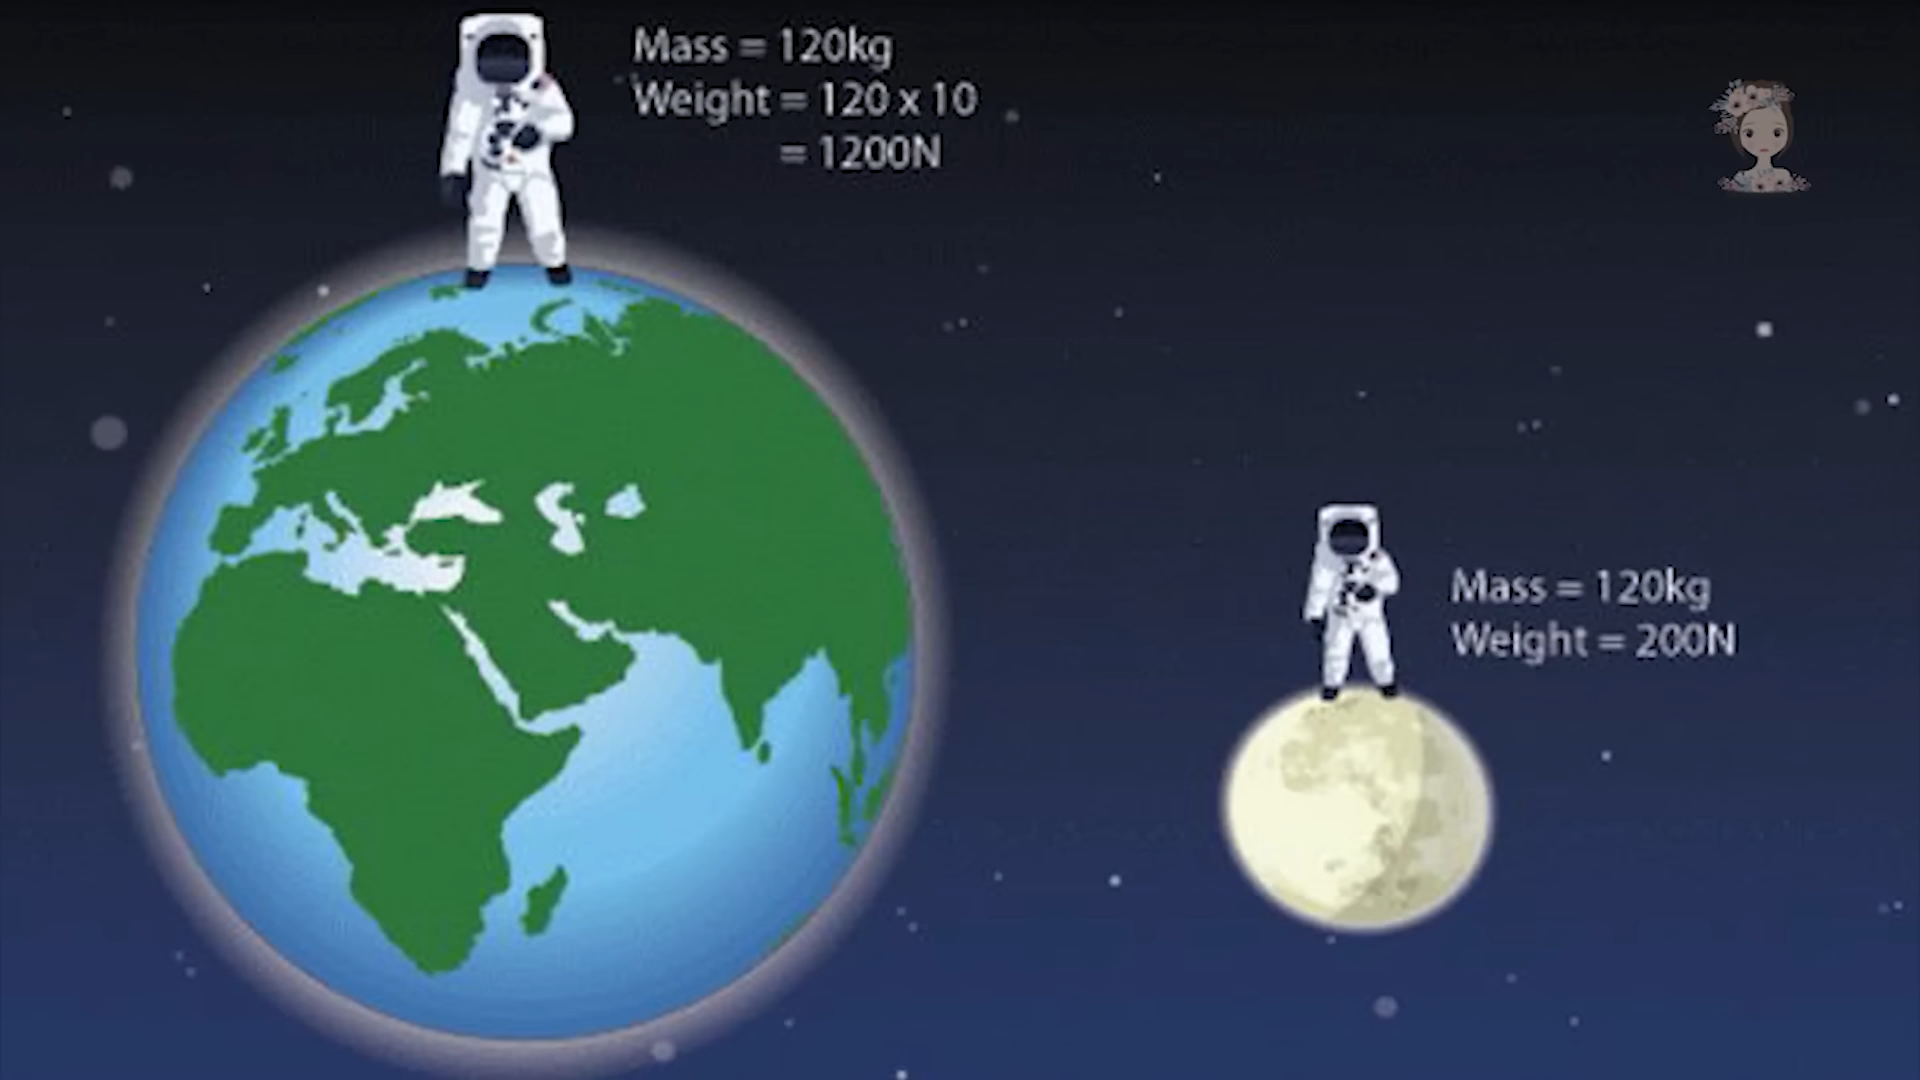 Mass = 120kg
Weight = 120 x 10
= 1200N
Mass = 120kg
Weight = 200N